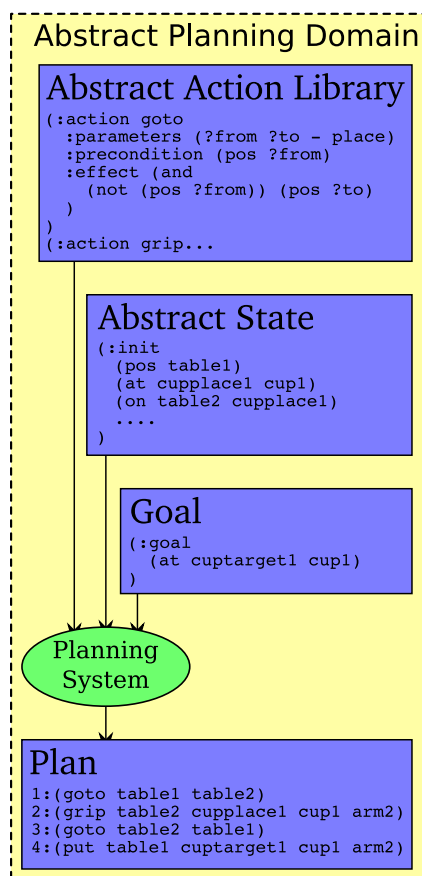 Abstract Planning Domain
Abstract Action Library
(:action goto
  :parameters (?from ?to - place)
  :precondition (pos ?from)
  :effect (and
    (not (pos ?from)) (pos ?to)
  )
)
(:action grip...
Abstract State
(:init
  (pos table1)
  (at cupplace1 cup1)
  (on table2 cupplace1)
  ....
)
Goal
(:goal
  (at cuptarget1 cup1)
)
Planning
System
Plan
1:(goto table1 table2)
2:(grip table2 cupplace1 cup1 arm2)
3:(goto table2 table1)
4:(put table1 cuptarget1 cup1 arm2)